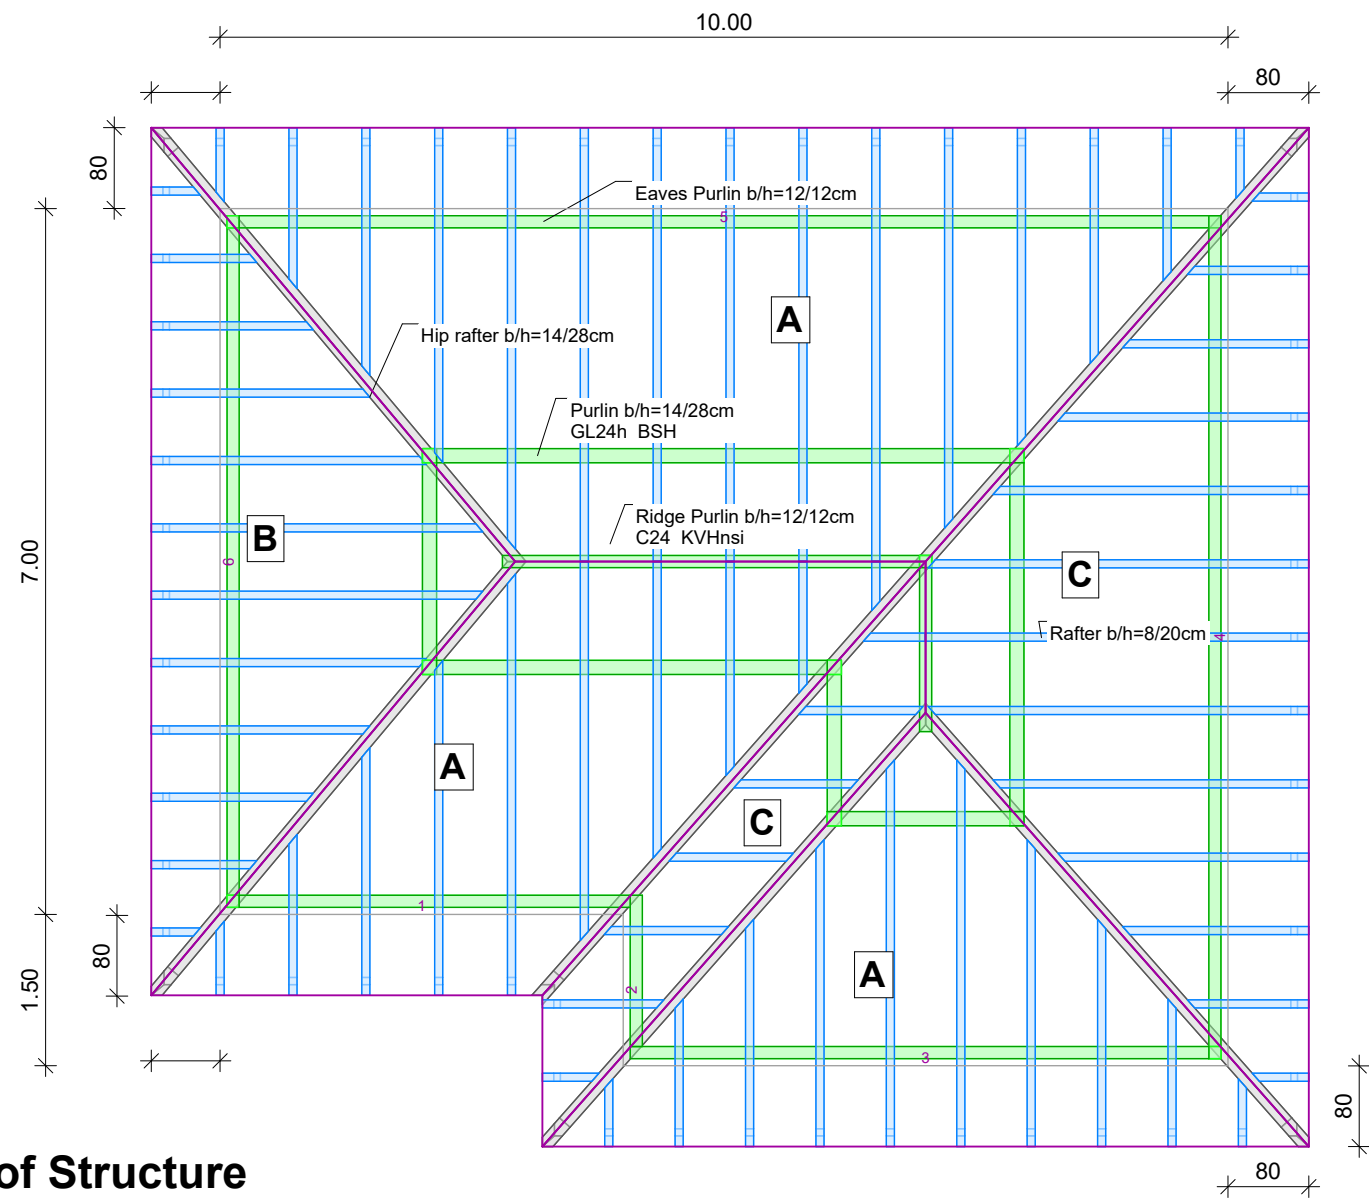 10.00
80
80
Eaves Purlin b/h=12/12cm
5
A
Hip rafter b/h=14/28cm
Purlin b/h=14/28cm
GL24h BSH
Ridge Purlin b/h=12/12cm
C24 KVHnsi
B
7.00
6
C
Rafter b/h=8/20cm
4
A
C
1
80
1.50
2
A
3
80
of Structure
80